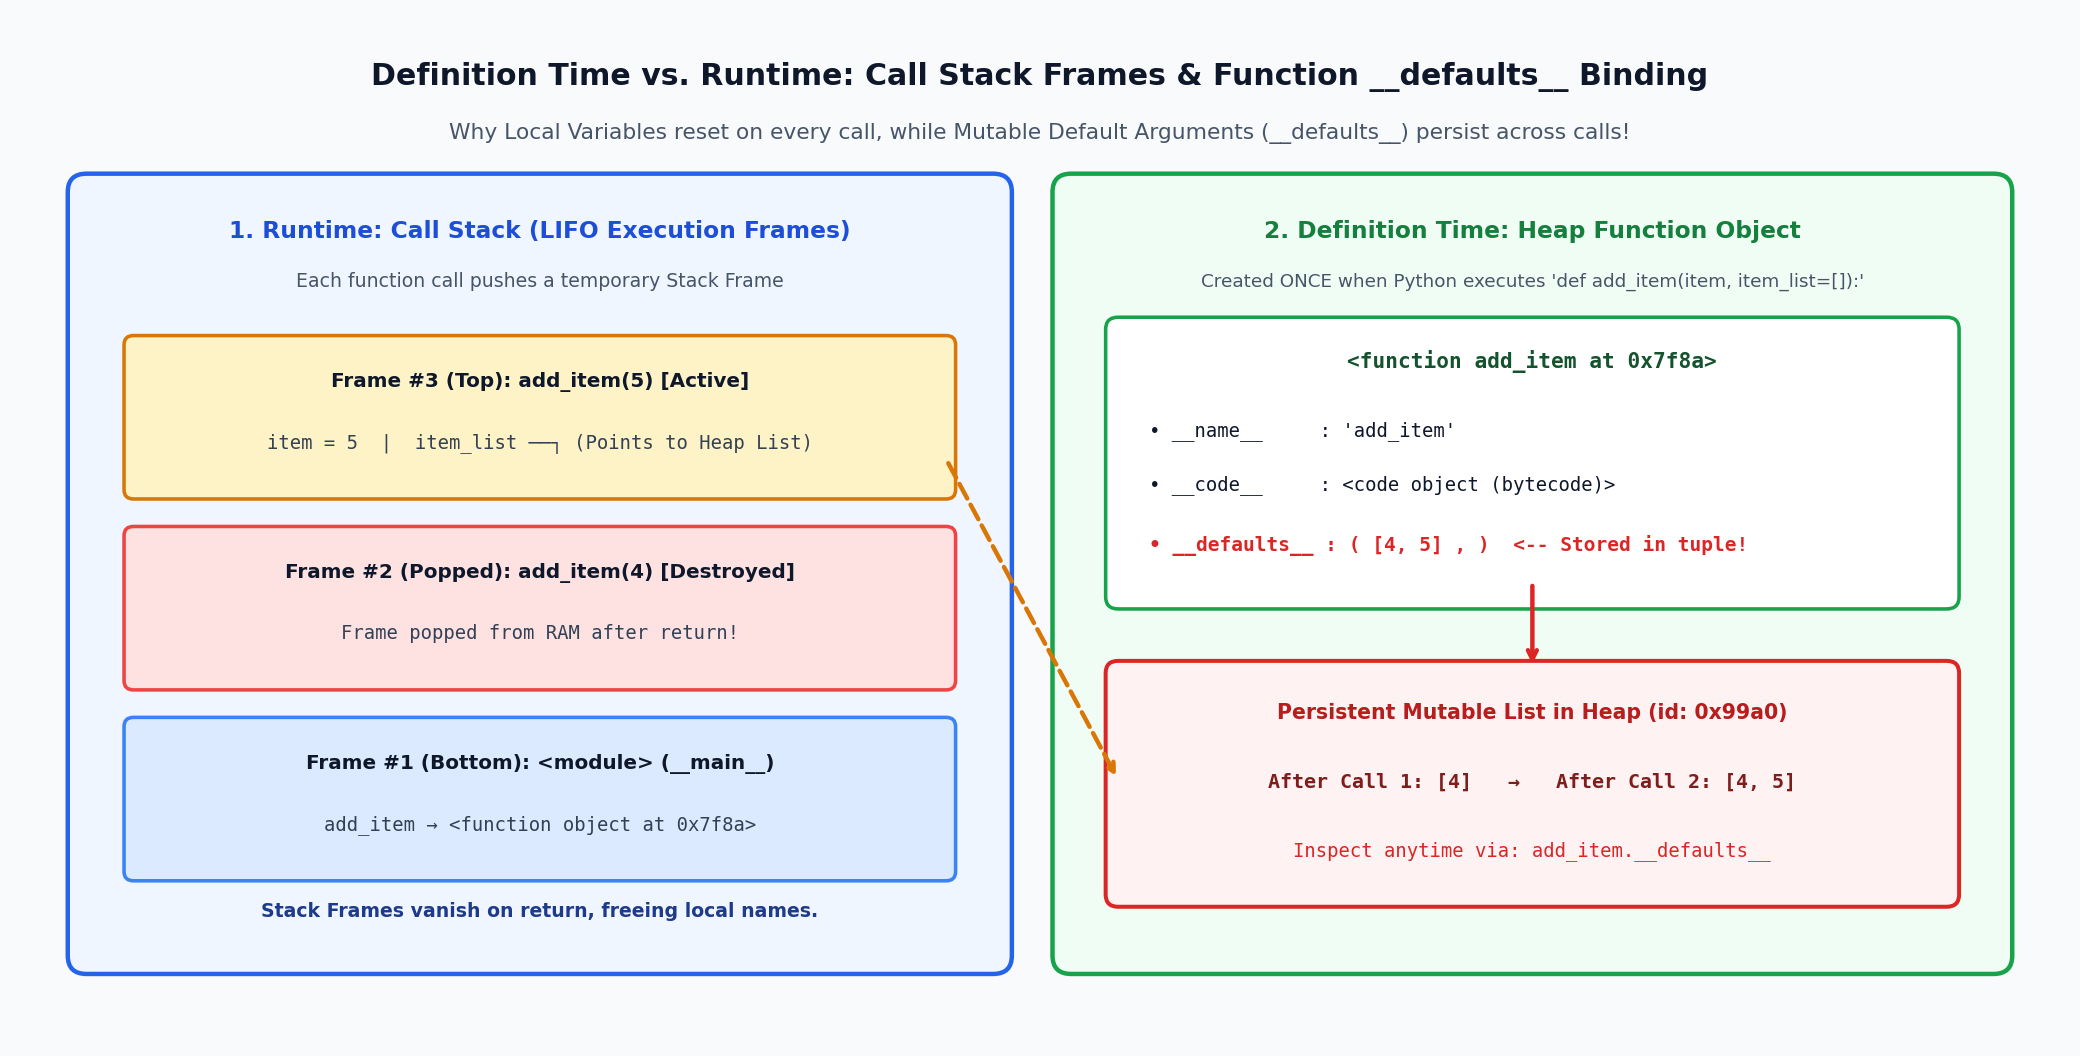 Definition Time vs. Runtime: Call Stack Frames & Function __defaults__ Binding
Why Local Variables reset on every call, while Mutable Default Arguments (__defaults__) persist across calls!
1. Runtime: Call Stack (LIFO Execution Frames)
Each function call pushes a temporary Stack Frame
Frame #3 (Top): add_item(5) [Active]
item = 5  |  item_list ──┐ (Points to Heap List)
Frame #2 (Popped): add_item(4) [Destroyed]
Frame popped from RAM after return!
Frame #1 (Bottom): <module> (__main__)
add_item → <function object at 0x7f8a>
Stack Frames vanish on return, freeing local names.
2. Definition Time: Heap Function Object
Created ONCE when Python executes 'def add_item(item, item_list=[]):'
<function add_item at 0x7f8a>
• __name__     : 'add_item'
• __code__     : <code object (bytecode)>
• __defaults__ : ( [4, 5] , )  <-- Stored in tuple!
Persistent Mutable List in Heap (id: 0x99a0)
After Call 1: [4]   →   After Call 2: [4, 5]
Inspect anytime via: add_item.__defaults__